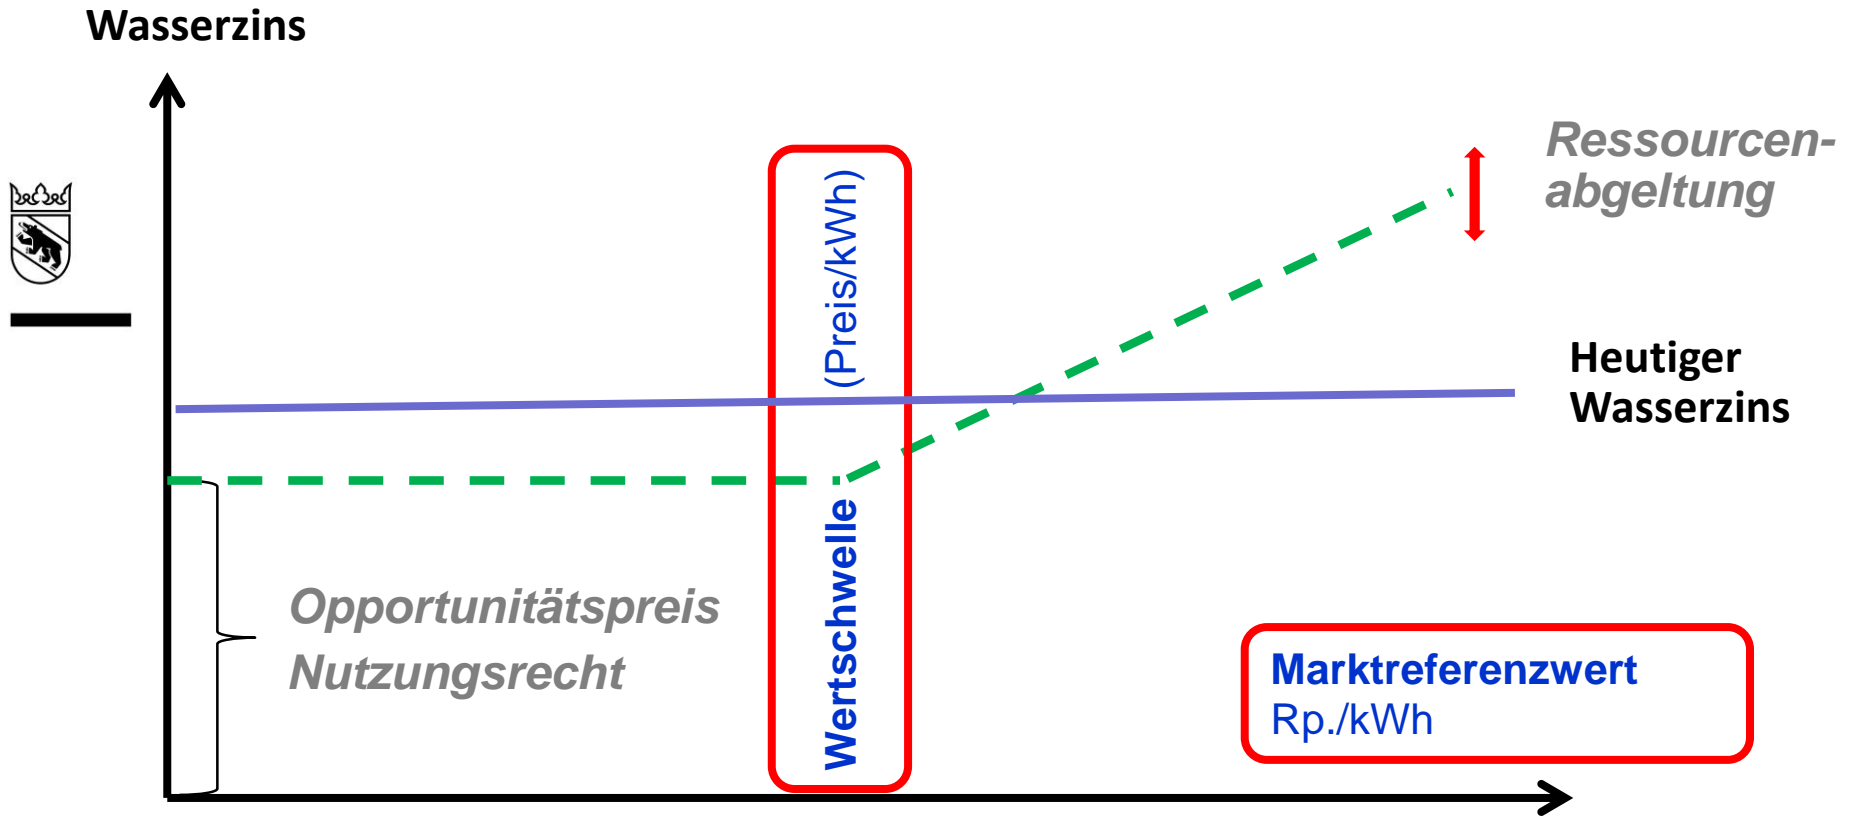 Wasserzins
Ressourcen-
abgeltung
(Preis/kWh)
Heutiger
Wasserzins
Wertschwelle
Opportunitätspreis
Nutzungsrecht
Marktreferenzwert
Rp./kWh